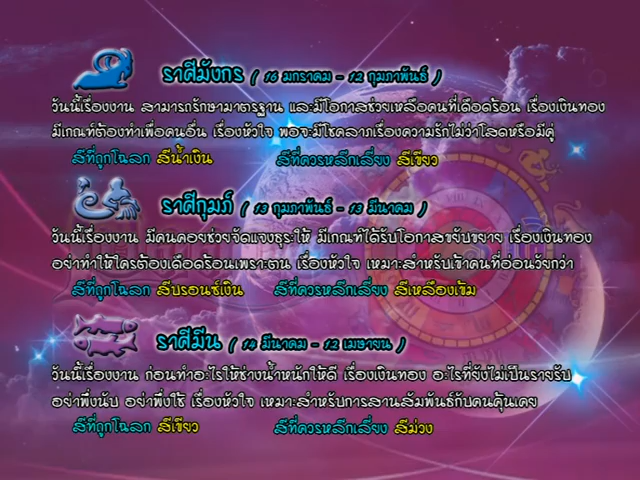 ราศีมังกร ( 16 มกราคม - 12 กุมภาพันธ์ )
วันนี้เรื่องงาน สามารถรักษามาตรฐาน และมีโอกาสช่วยเหลือคนที่เดือดร้อน เรื่องเงินทอง
มีเกณฑ์ต้องทำเพื่อคนอื่น เรื่องหัวใจ พอจะมีโชคลาภเรื่องความรักไม่ว่าโสดหรือมีคู่
สีที่ถูกโฉลก สีน้ำเงิน สีที่ควรหลีกเลี่ยง สีเขียว
ราศีกุมภ์ ( 13 กุมภาพันธ์ - 13 มีนาคม )
วันนี้เรื่องงาน มีคนคอยช่วยจัดแจงธุระให้ มีเกณฑ์ได้รับโอกาสขยับขยาย เรื่องเงินทอง
อย่าทำให้ใครต้องเดือดร้อนเพราะตน เรื่องหัวใจ เหมาะสำหรับเข้าคนที่อ่อนวัยกว่า
สีที่ถูกโฉลก สีบรอนซ์เงิน สีที่ควรหลีกเลี่ยง สีเหลืองเข้ม
ราศีมีน ( 14 มีนาคม - 12 เมษายน )
วันนี้เรื่องงาน ก่อนทำอะไรให้ช่างน้ำหนักให้ดี เรื่องเงินทอง อะไรที่ยังไม่เป็นรายรับ
อย่าพึ่งนับ อย่าพึ่งใช้ เรื่องหัวใจ เหมาะสำหรับการสานสัมพันธ์กับคนคุ้นเคย
สีที่ถูกโฉลก สีเขียว สีที่ควรหลีกเลี่ยง สีม่วง